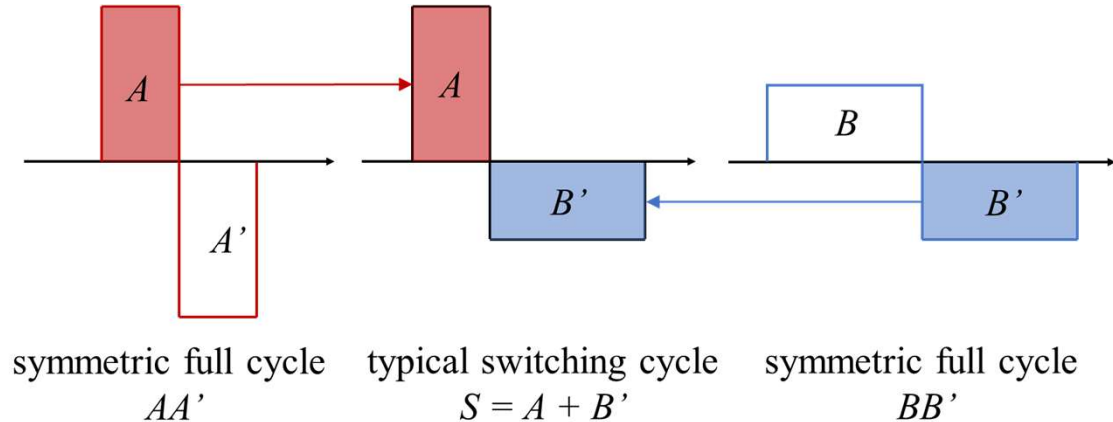 A
A
B
B’
B’
A’
symmetric full cycle
AA’
typical switching cycle
S = A + B’
symmetric full cycle
BB’